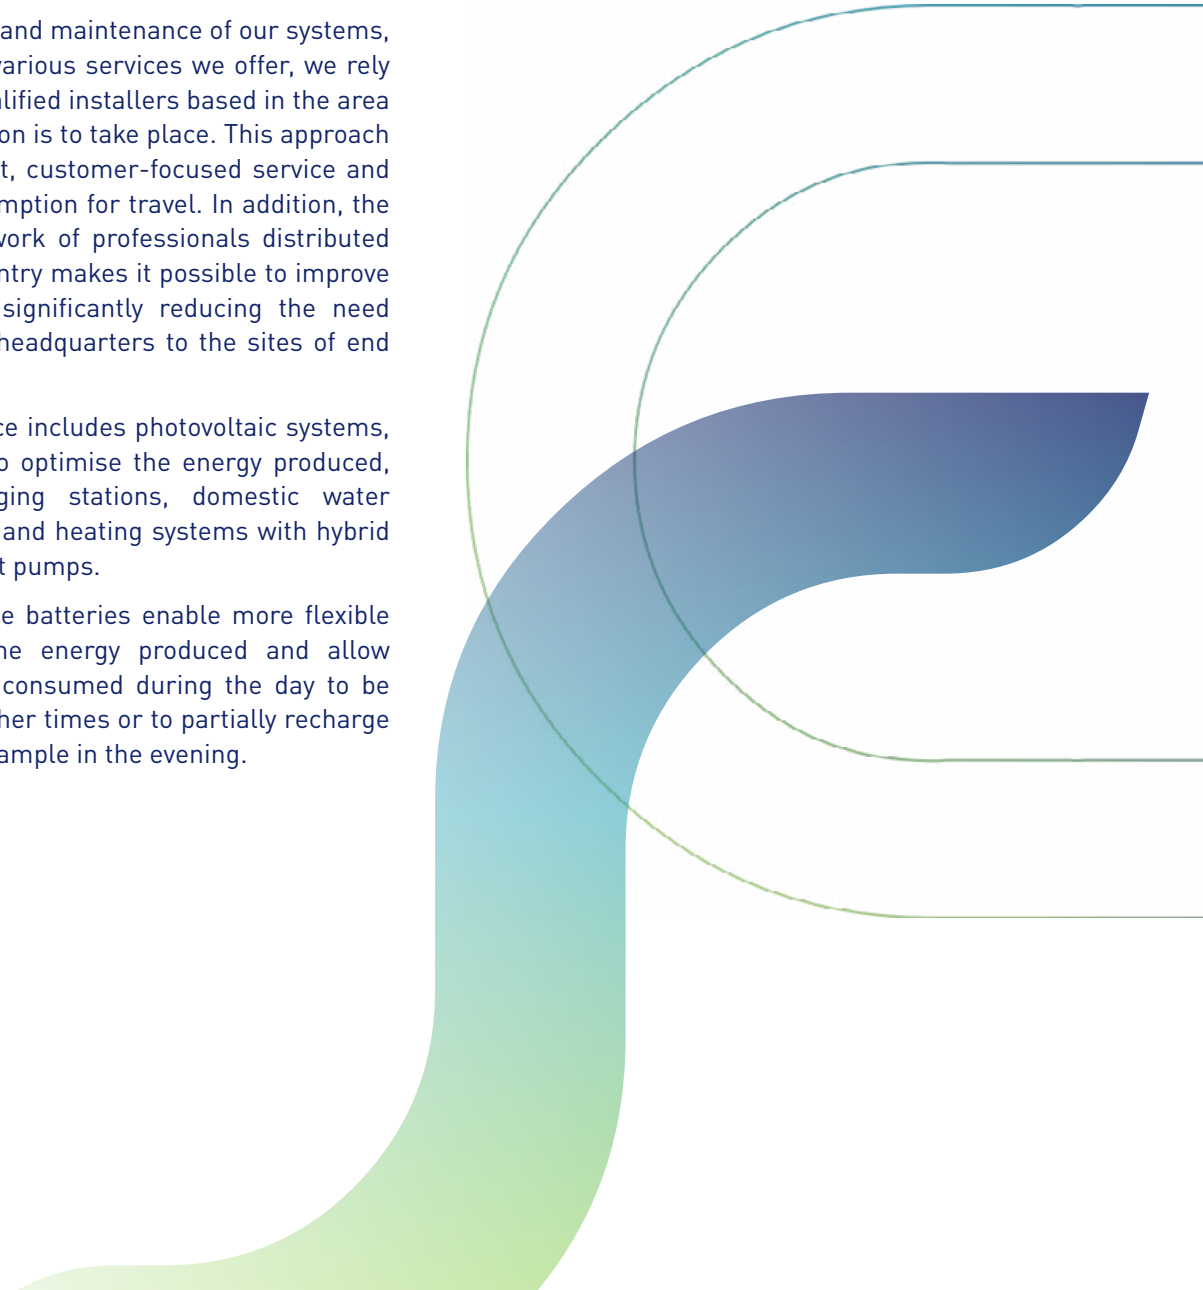 and maintenance of our systems,
various services we offer, we rely
alified installers based in the area
on is to take place. This approach
t, customer-focused service and
mption for travel. In addition, the
work of professionals distributed
ntry makes it possible to improve
significantly reducing the need
headquarters to the sites of end
ce includes photovoltaic systems,
o optimise the energy produced,
ging stations, domestic water
and heating systems with hybrid
t pumps.
e batteries enable more flexible
he energy produced and allow
consumed during the day to be
her times or to partially recharge
ample in the evening.